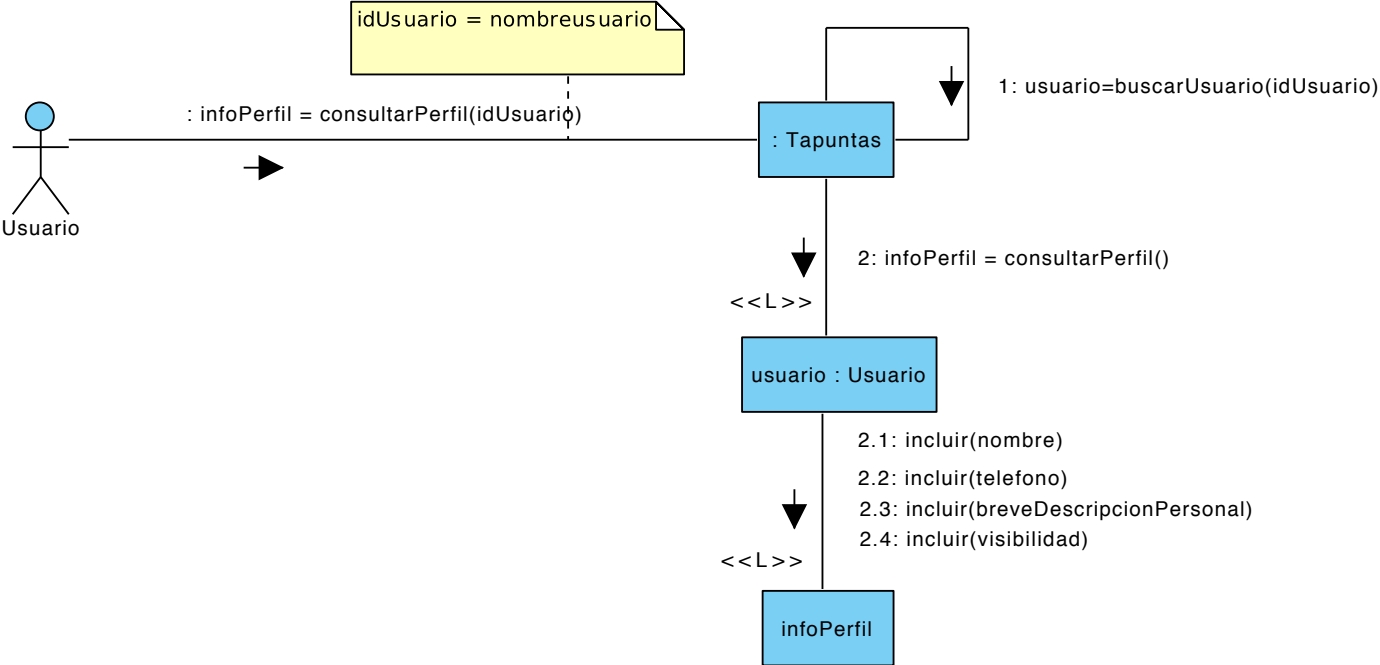 idUsuario = nombreusuario
1: usuario=buscarUsuario(idUsuario)
: infoPerfil = consultarPerfil(idUsuario)
: Tapuntas
Usuario
2: infoPerfil = consultarPerfil()
<<L>>
usuario : Usuario
2.1: incluir(nombre)
2.2: incluir(telefono)
2.3: incluir(breveDescripcionPersonal)
2.4: incluir(visibilidad)
<<L>>
infoPerfil